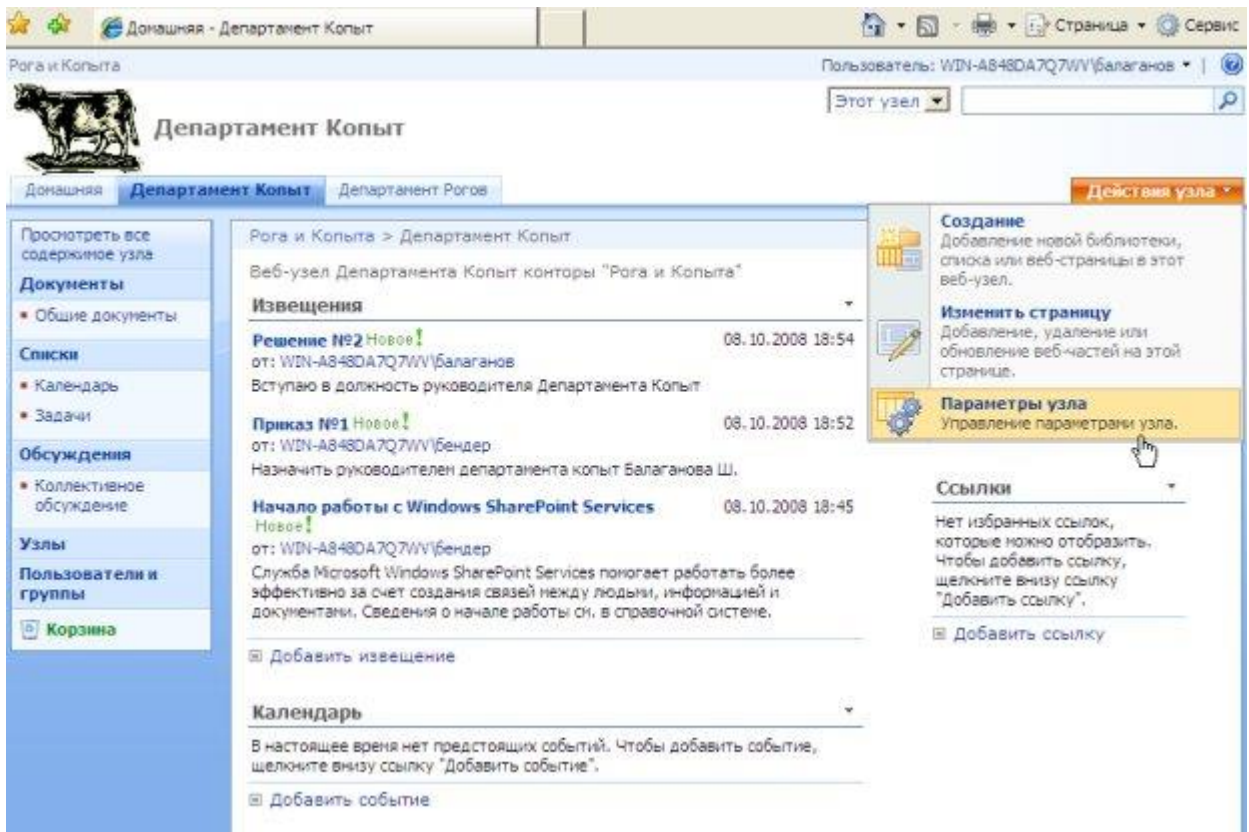 Домашняя - Департамент Копыт
Страница
Сервис
Рога и Копыта
Пользователь: WIN-A848DA7Q7WV\балаганов
Этот узел
Департамент Копыт
Домашняя
Департамент Копыт
Департамент Рогов
Действия узла
Просмотреть все
содержимое узла
Документы
Общие документы
Списки
Календарь
Задачи
Обсуждения
Коллективное
обсуждение
Узлы
Пользователи и
группы
Корзина
Рога и Копыта > Департамент Копыт
Веб-узел Департамента Копыт конторы "Рога и Копыта"
Извещения
Решение №2 Новое!
08.10.2008 18:54
от: WIN-A848DA7Q7WV\балаганов
Вступаю в должность руководителя Департамента Копыт
Приказ №1 Новое!
08.10.2008 18:52
от: WIN-A848DA7Q7WV\бендер
Назначить руководителем департамента копыт Балаганова Ш.
Начало работы с Windows SharePoint Services
08.10.2008 18:45
Новое!
от: WIN-A848DA7Q7WV\бендер
Служба Microsoft Windows SharePoint Services помогает работать более
эффективно за счет создания связей между людьми, информацией и
документами. Сведения о начале работы см. в справочной системе.
Добавить извещение
Календарь
В настоящее время нет предстоящих событий. Чтобы добавить событие,
щелкните внизу ссылку "Добавить событие".
Добавить событие
Создание
Добавление новой библиотеки,
списка или веб-страницы в этот
веб-узел.
Изменить страницу
Добавление, удаление или
обновление веб-частей на этой
странице.
Параметры узла
Управление параметрами узла.
Ссылки
Нет избранных ссылок,
которые можно отобразить.
Чтобы добавить ссылку,
щелкните внизу ссылку
"Добавить ссылку".
Добавить ссылку